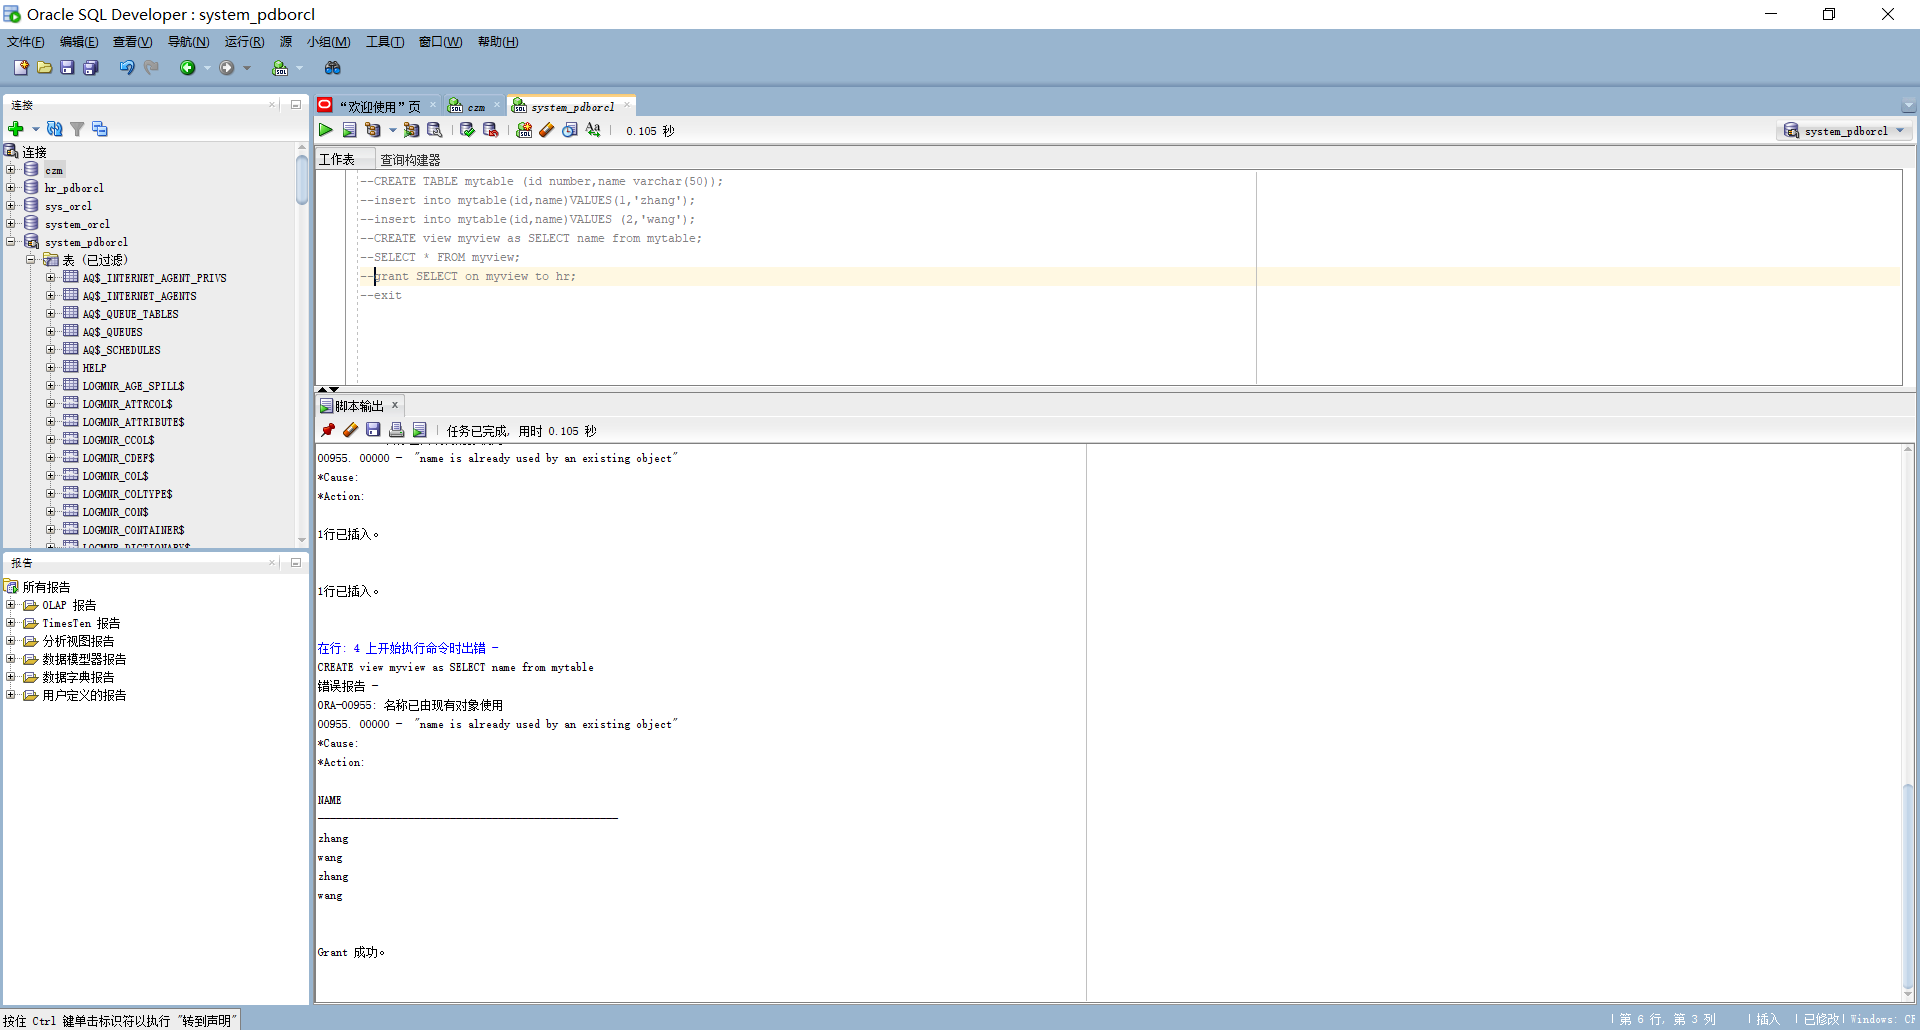 Oracle SQL Developer : system_pdborcl
文件(F) 编辑(E) 查看(V) 导航(N) 运行(R) 源 小组(M) 工具(T) 窗口(W) 帮助(H)
连接
连接
czm
hr_pdborcl
sys_orcl
system_orcl
system_pdborcl
表 (已过滤)
AQ$_INTERNET_AGENT_PRIVS
AQ$_INTERNET_AGENTS
AQ$_QUEUE_TABLES
AQ$_QUEUES
AQ$_SCHEDULES
HELP
LOGMNR_AGE_SPILL$
LOGMNR_ATTRCOL$
LOGMNR_ATTRIBUTE$
LOGMNR_CCOL$
LOGMNR_CDEF$
LOGMNR_COL$
LOGMNR_COLTYPE$
LOGMNR_CON$
LOGMNR_CONTAINER$
LOGMNR_DICTIONARY$
报告
所有报告
OLAP 报告
TimesTen 报告
分析视图报告
数据模型器报告
数据字典报告
用户定义的报告
“欢迎使用”页 czm system_pdborcl
0.105 秒 system_pdborcl
工作表 查询构建器
--CREATE TABLE mytable (id number,name varchar(50));
--insert into mytable(id,name)VALUES(1,'zhang');
--insert into mytable(id,name)VALUES (2,'wang');
--CREATE view myview as SELECT name from mytable;
--SELECT * FROM myview;
--grant SELECT on myview to hr;
--exit
脚本输出
任务已完成, 用时 0.105 秒
00955. 00000 - "name is already used by an existing object"
*Cause:
*Action:
1行已插入。
1行已插入。
在行: 4 上开始执行命令时出错 -
CREATE view myview as SELECT name from mytable
错误报告 -
ORA-00955: 名称已由现有对象使用
00955. 00000 - "name is already used by an existing object"
*Cause:
*Action:
NAME
--------------------------------------------------
zhang
wang
zhang
wang
Grant 成功。
按住 Ctrl 键单击标识符以执行 "转到声明"
第 6 行, 第 3 列 插入 已修改 Windows: CF